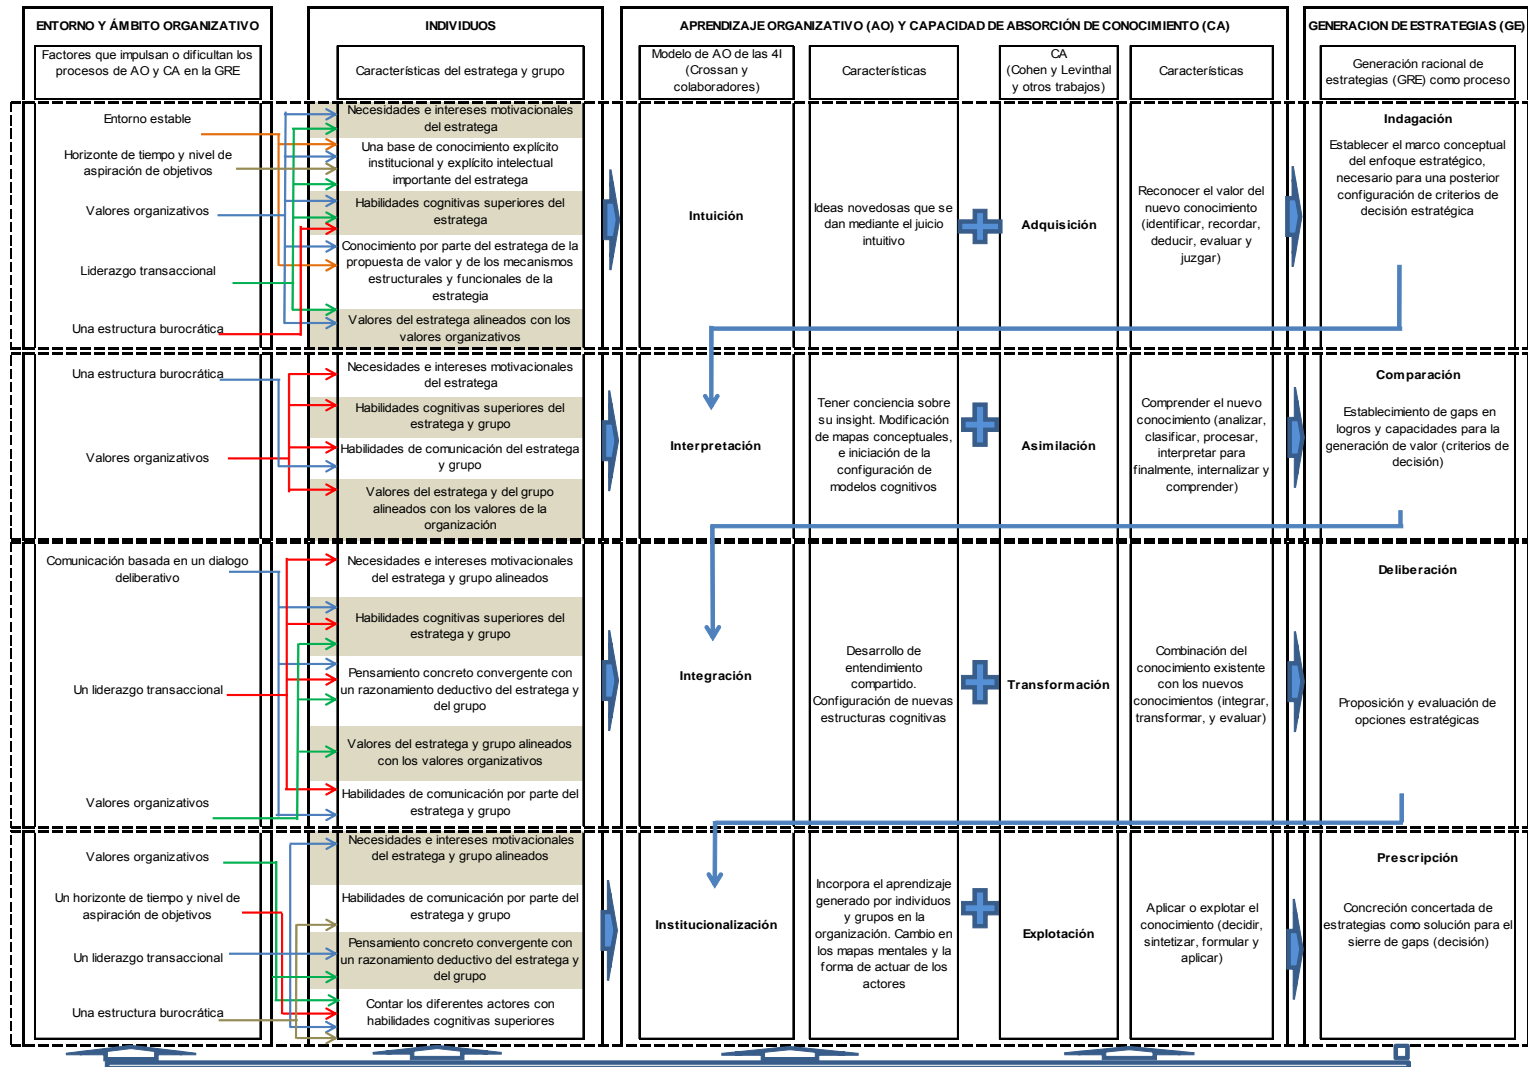 ENTORNO Y ÁMBITO ORGANIZATIVO
INDIVIDUOS
APRENDIZAJE ORGANIZATIVO (AO) Y CAPACIDAD DE ABSORCIÓN DE CONOCIMIENTO (CA)
GENERACION DE ESTRATEGIAS (GE)
Factores que impulsan o dificultan los
procesos de AO y CA en la GRE
Características del estratega y grupo
Modelo de AO de las 4I
(Crossan y
colaboradores)
Características
CA
(Cohen y Levinthal
y otros trabajos)
Características
Generación racional de
estrategias (GRE) como proceso
Entorno estable
Horizonte de tiempo y nivel de
aspiración de objetivos
Valores organizativos
Liderazgo transaccional
Una estructura burocrática
Necesidades e intereses motivacionales
del estratega
Una base de conocimiento explícito
institucional y explícito intelectual
importante del estratega
Habilidades cognitivas superiores del
estratega
Conocimiento por parte del estratega de la
propuesta de valor y de los mecanismos
estructurales y funcionales de la
estrategia
Valores del estratega alineados con los
valores organizativos
Intuición
Ideas novedosas que se
dan mediante el juicio
intuitivo
Adquisición
Reconocer el valor del
nuevo conocimiento
(identificar, recordar,
deducir, evaluar y
juzgar)
Indagación
Establecer el marco conceptual
del enfoque estratégico,
necesario para una posterior
configuración de criterios de
decisión estratégica
Una estructura burocrática
Valores organizativos
Necesidades e intereses motivacionales
del estratega
Habilidades cognitivas superiores del
estratega y grupo
Habilidades de comunicación del estratega
y grupo
Valores del estratega y del grupo
alineados con los valores de la
organización
Interpretación
Tener conciencia sobre
su insight. Modificación
de mapas conceptuales,
e iniciación de la
configuración de
modelos cognitivos
Asimilación
Comprender el nuevo
conocimiento (analizar,
clasificar, procesar,
interpretar para
finalmente, internalizar y
comprender)
Comparación
Establecimiento de gaps en
logros y capacidades para la
generación de valor (criterios de
decisión)
Comunicación basada en un dialogo
deliberativo
Un liderazgo transaccional
Valores organizativos
Necesidades e intereses motivacionales
del estratega y grupo alineados
Habilidades cognitivas superiores del
estratega y grupo
Pensamiento concreto convergente con
un razonamiento deductivo del estratega y
del grupo
Valores del estratega y grupo alineados
con los valores organizativos
Habilidades de comunicación por parte del
estratega y grupo
Integración
Desarrollo de
entendimiento
compartido.
Configuración de nuevas
estructuras cognitivas
Transformación
Combinación del
conocimiento existente
con los nuevos
conocimientos (integrar,
transformar, y evaluar)
Deliberación
Proposición y evaluación de
opciones estratégicas
Valores organizativos
Un horizonte de tiempo y nivel de
aspiración de objetivos
Un liderazgo transaccional
Una estructura burocrática
Necesidades e intereses motivacionales
del estratega y grupo alineados
Habilidades de comunicación por parte del
estratega y grupo
Pensamiento concreto convergente con
un razonamiento deductivo del estratega y
del grupo
Contar los diferentes actores con
habilidades cognitivas superiores
Institucionalización
Incorpora el aprendizaje
generado por individuos
y grupos en la
organización. Cambio en
los mapas mentales y la
forma de actuar de los
actores
Explotación
Aplicar o explotar el
conocimiento (decidir,
sintetizar, formular y
aplicar)
Prescripción
Concreción concertada de
estrategias como solución para el
sierre de gaps (decisión)